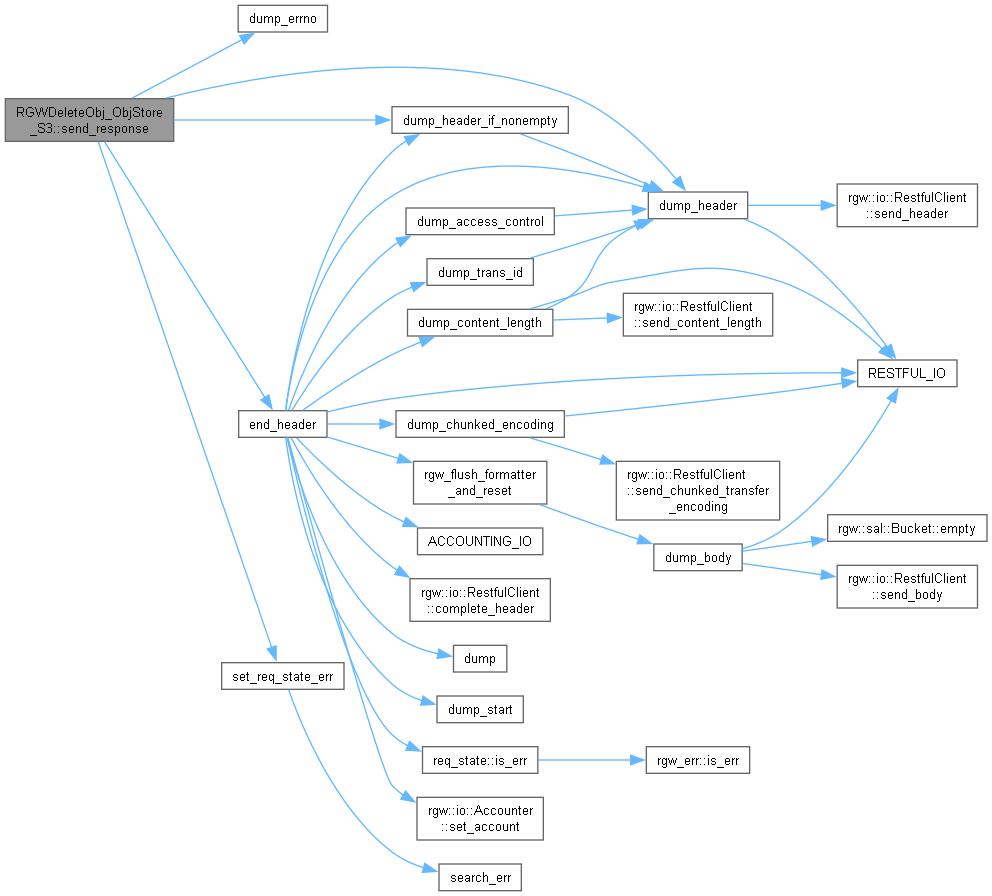 dump_errno
RGWDeleteObj_ObjStore
_S3::send_response
dump_header_if_nonempty
dump_header
rgw::io::RestfulClient
::send_header
dump_access_control
dump_trans_id
dump_content_length
rgw::io::RestfulClient
::send_content_length
RESTFUL_IO
end_header
dump_chunked_encoding
rgw_flush_formatter
_and_reset
rgw::io::RestfulClient
::send_chunked_transfer
_encoding
ACCOUNTING_IO
dump_body
rgw::sal::Bucket::empty
rgw::io::RestfulClient
::send_body
rgw::io::RestfulClient
::complete_header
dump
set_req_state_err
dump_start
req_state::is_err
rgw_err::is_err
rgw::io::Accounter
::set_account
search_err